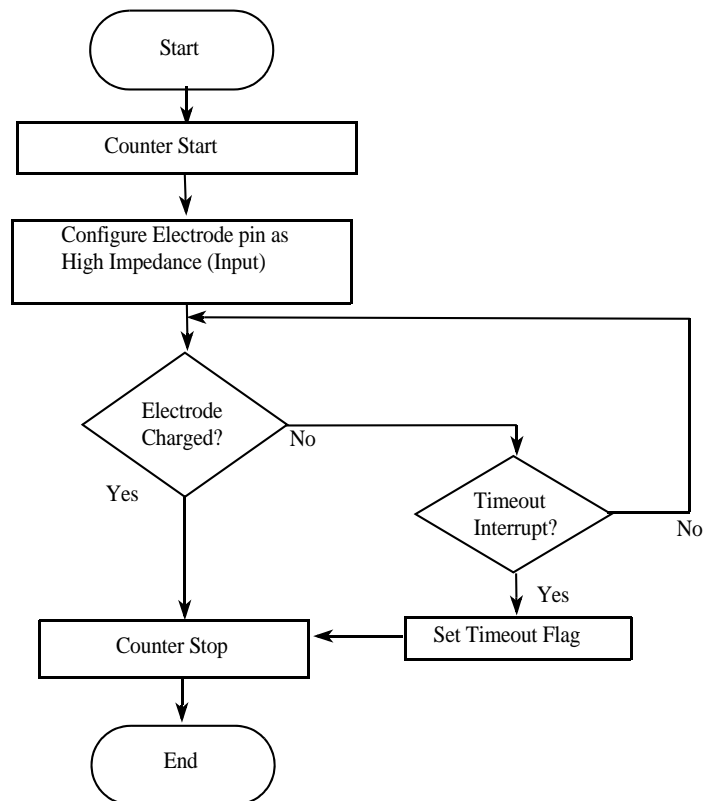 Start
Counter Start
Configure Electrode pin as
High Impedance (Input)
Electrode
Charged?
No
Yes
Timeout
Interrupt?
No
Yes
Set Timeout Flag
Counter Stop
End